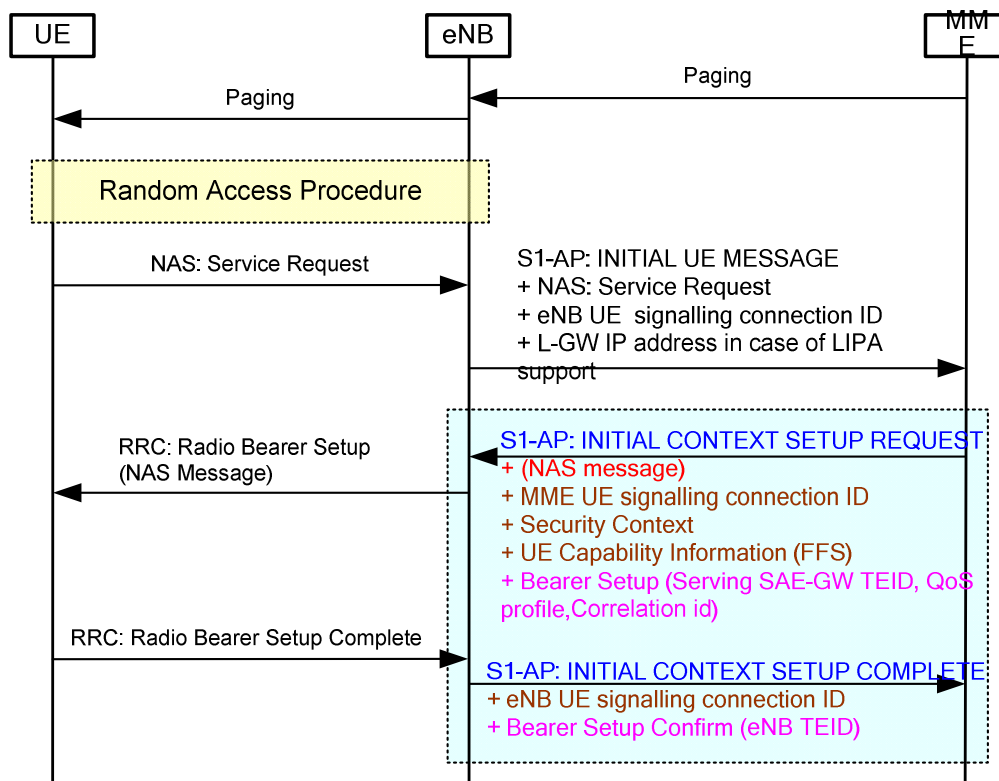 UE
eNB
MM
E
Paging
Paging
Random Access Procedure
NAS: Service Request
S1-AP: INITIAL UE MESSAGE
+ NAS: Service Request
+ eNB UE  signalling connection ID
+ L-GW IP address in case of LIPA
support
RRC: Radio Bearer Setup
(NAS Message)
S1-AP: INITIAL CONTEXT SETUP REQUEST
+ (NAS message)
+ MME UE signalling connection ID
+ Security Context
+ UE Capability Information (FFS)
+ Bearer Setup (Serving SAE-GW TEID, QoS
profile,Correlation id)
RRC: Radio Bearer Setup Complete
S1-AP: INITIAL CONTEXT SETUP COMPLETE
+ eNB UE signalling connection ID
+ Bearer Setup Confirm (eNB TEID)